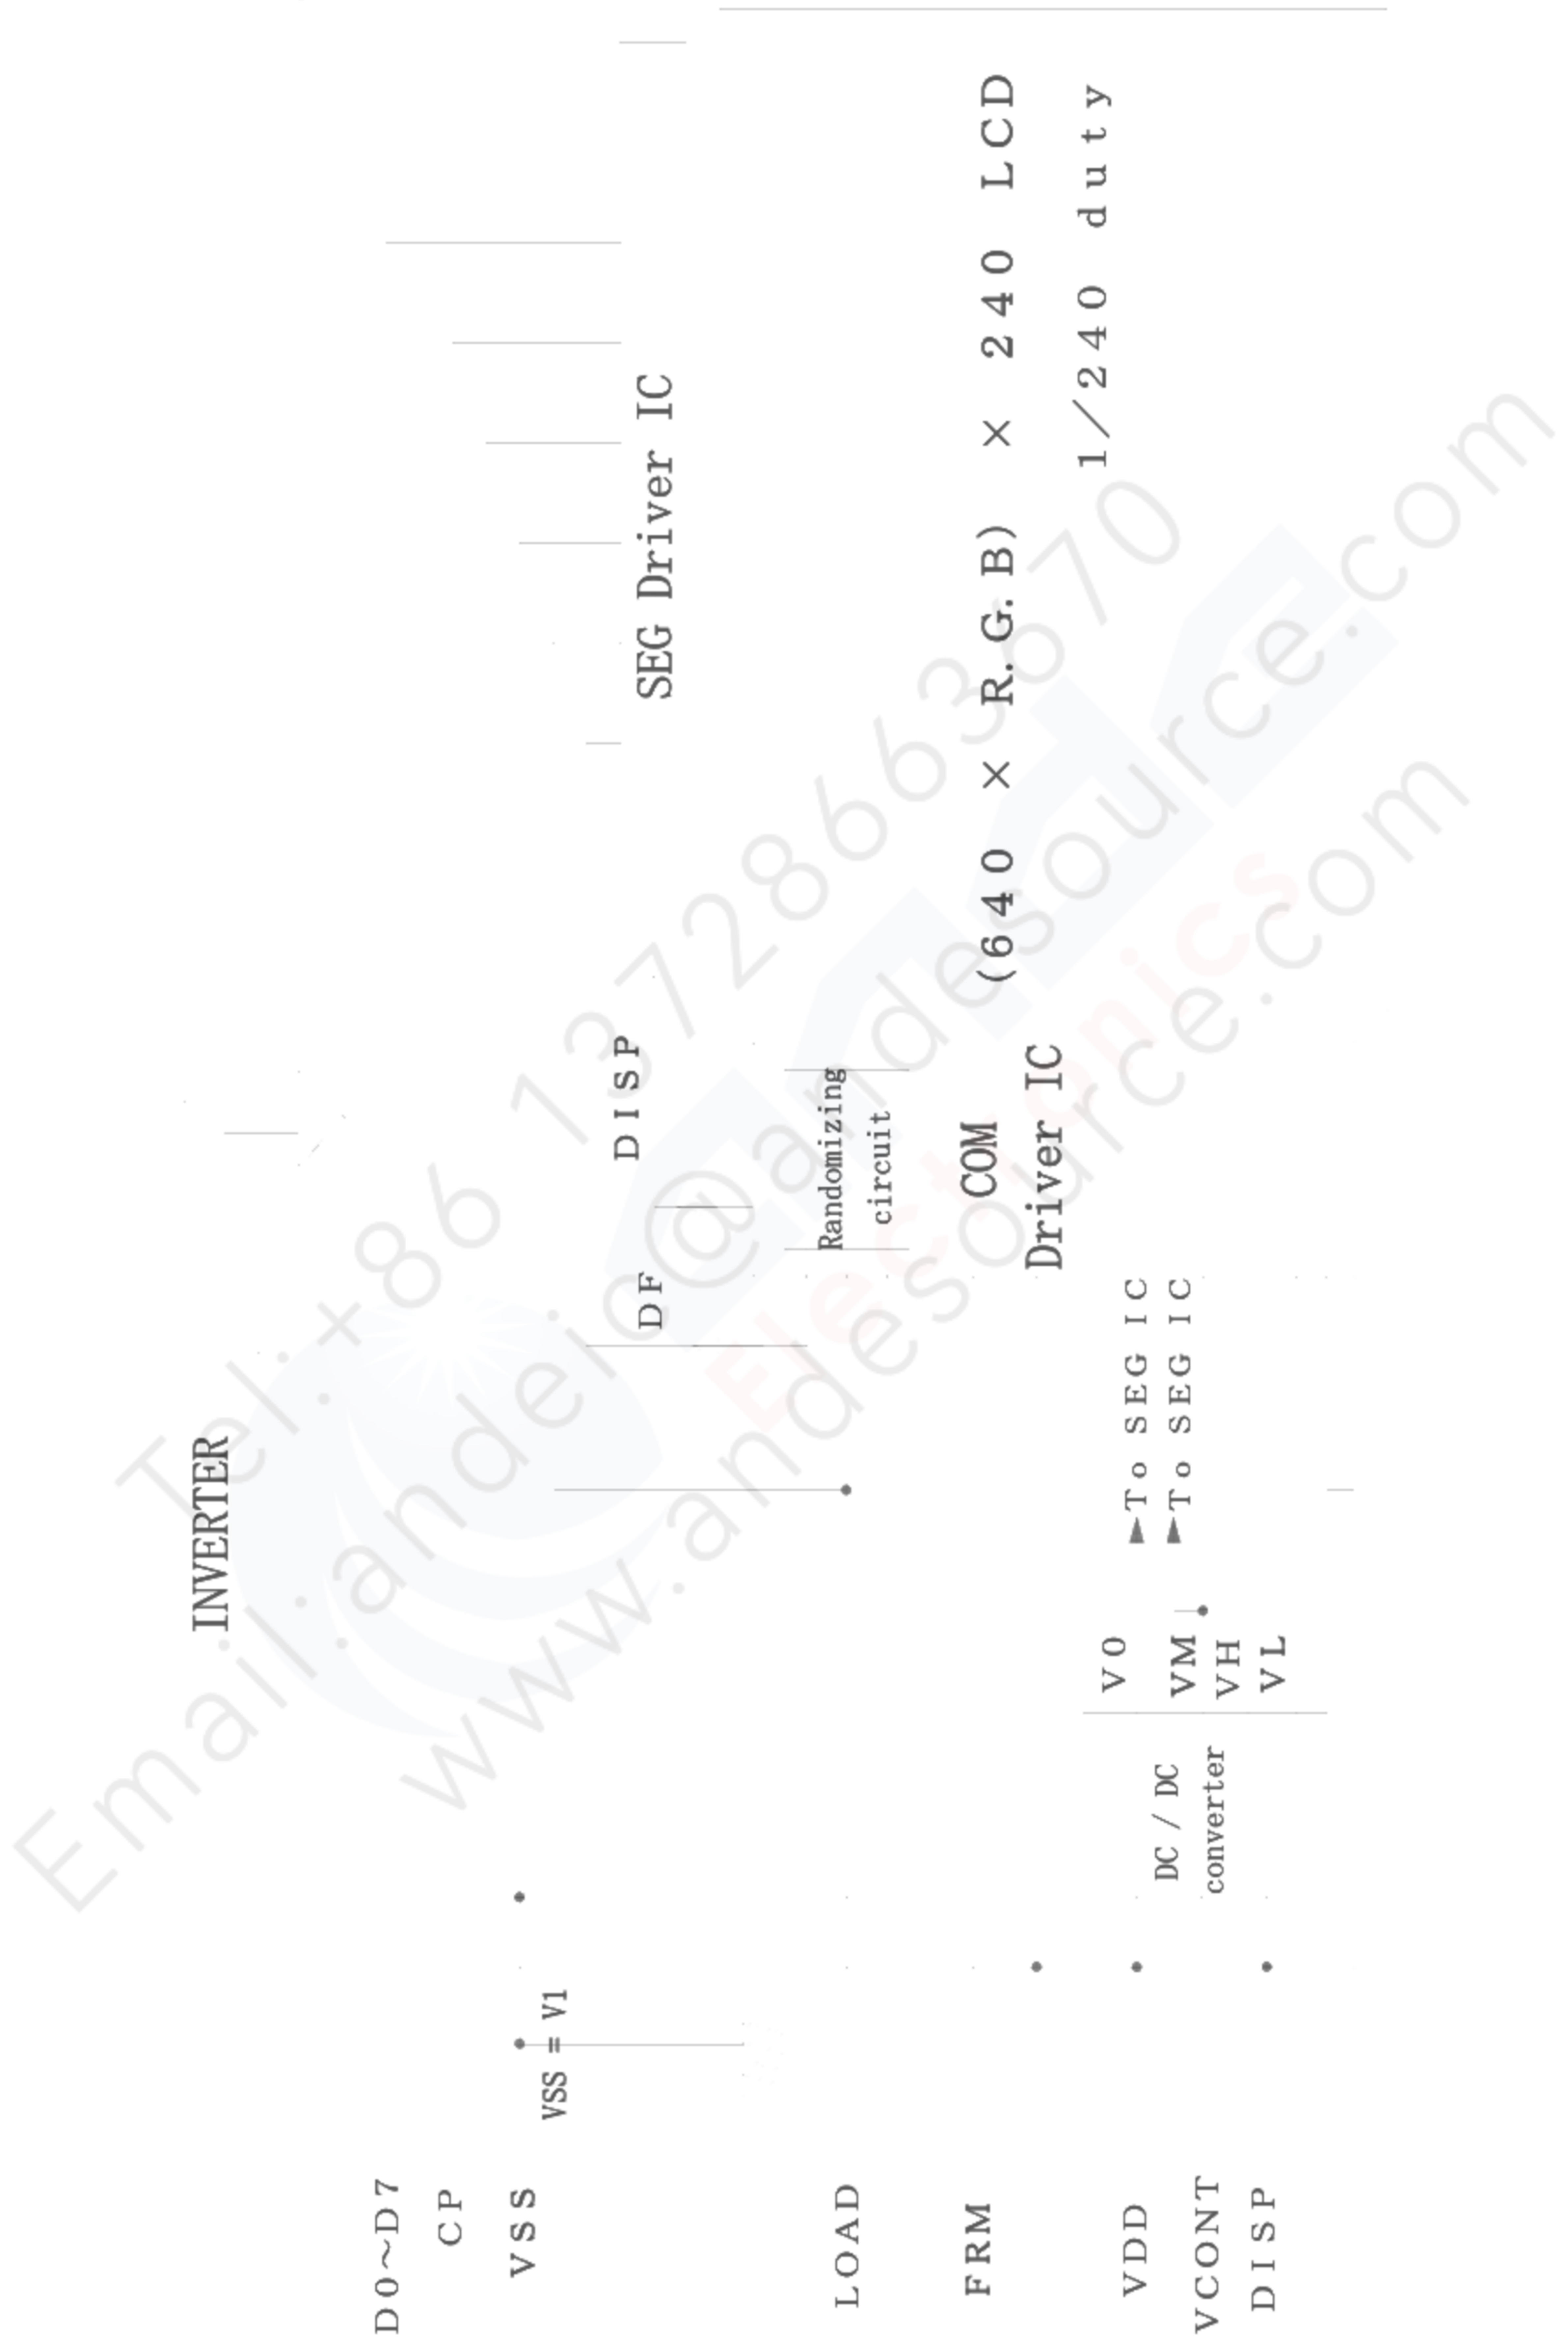 INVERTER
D0~D7
CP
VSS
VSS = V1
SEG Driver IC
DISP
DF
Randomizing
circuit
LOAD
FRM
COM
Driver IC
(640 × R.G.B) × 240 LCD
1/240 duty
VDD
VCONT
DISP
DC / DC
converter
V0
VM
VH
VL
To SEG IC
To SEG IC
Tel:+86 13728663670
Email:andeic@andesource.com
www.andesource.com
Electronics